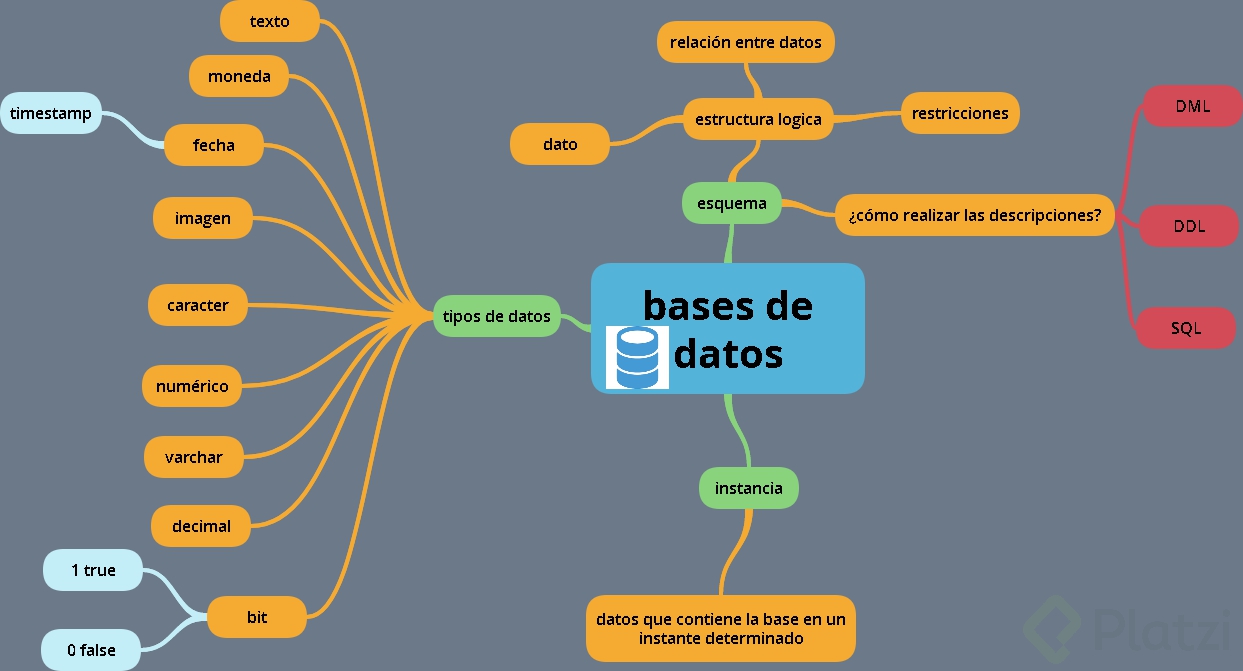 texto
moneda
timestamp
fecha
imagen
caracter
numérico
varchar
decimal
1 true
0 false
bit
tipos de datos
bases de
datos
relación entre datos
estructura logica
restricciones
dato
esquema
¿cómo realizar las descripciones?
DML
DDL
SQL
instancia
datos que contiene la base en un
instante determinado
Platzi